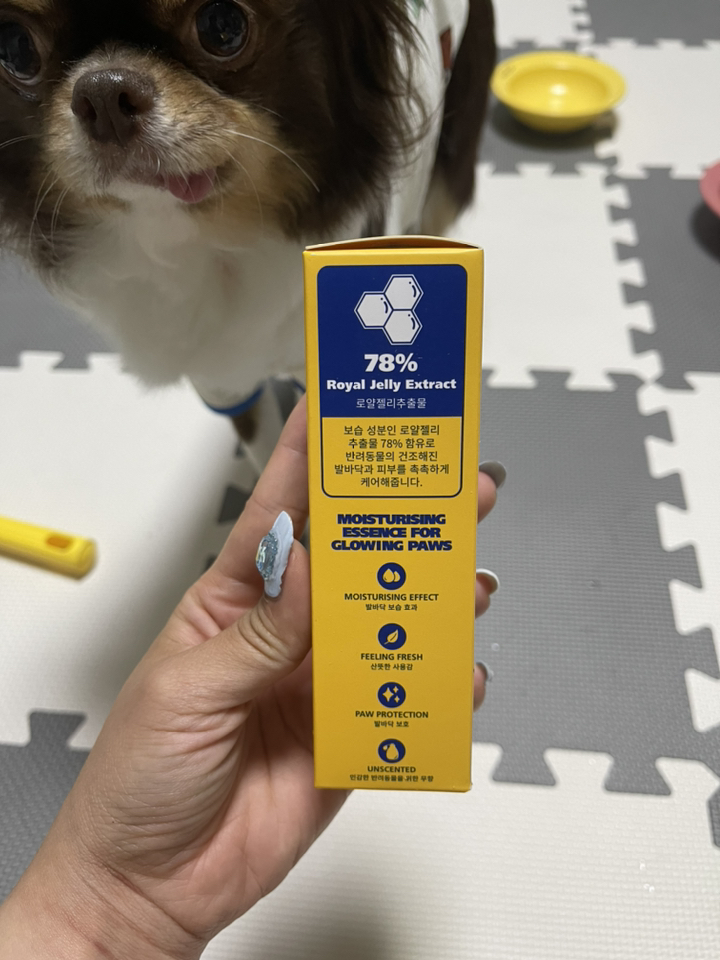 78%
Royal Jelly Extract
로얄젤리추출물
보습 성분인 로얄젤리
추출물 78% 함유로
반려동물의 건조해진
발바닥과 피부를 촉촉하게
케어해줍니다.
MOISTURISING
ESSENCE FOR
GLOWING PAWS
MOISTURISING EFFECT
발바닥 보습 효과
FEELING FRESH
산뜻한 사용감
PAW PROTECTION
발바닥 보호
UNSCENTED
민감한 반려동물을 위한 무향